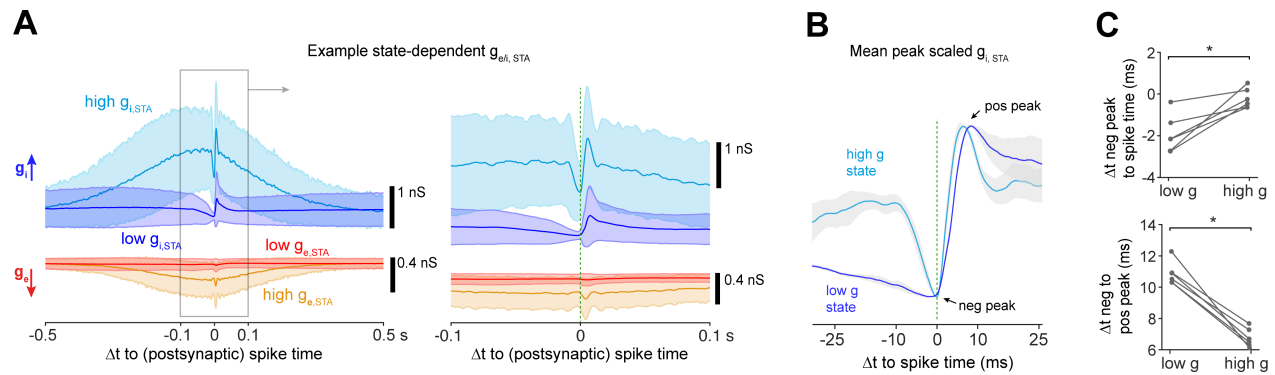 A
Example state-dependent ge/i, STA
high gi,STA
gi
1 nS
low gi,STA
low ge,STA
ge
0.4 nS
high ge,STA
-0.5
-0.1
0
0.1
0.5 s
Δt to (postsynaptic) spike time
1 nS
0.4 nS
-0.1
0
0.1
s
Δt to (postsynaptic) spike time
B
Mean peak scaled gi, STA
pos peak
high g
state
low g
state
neg peak
-25
-10
0
10
25
Δt to spike time (ms)
C
Δt neg peak
to spike time (ms)
2
0
-2
-4
*
low g
high g
Δt neg to
pos peak (ms)
14
12
10
8
6
*
low g
high g